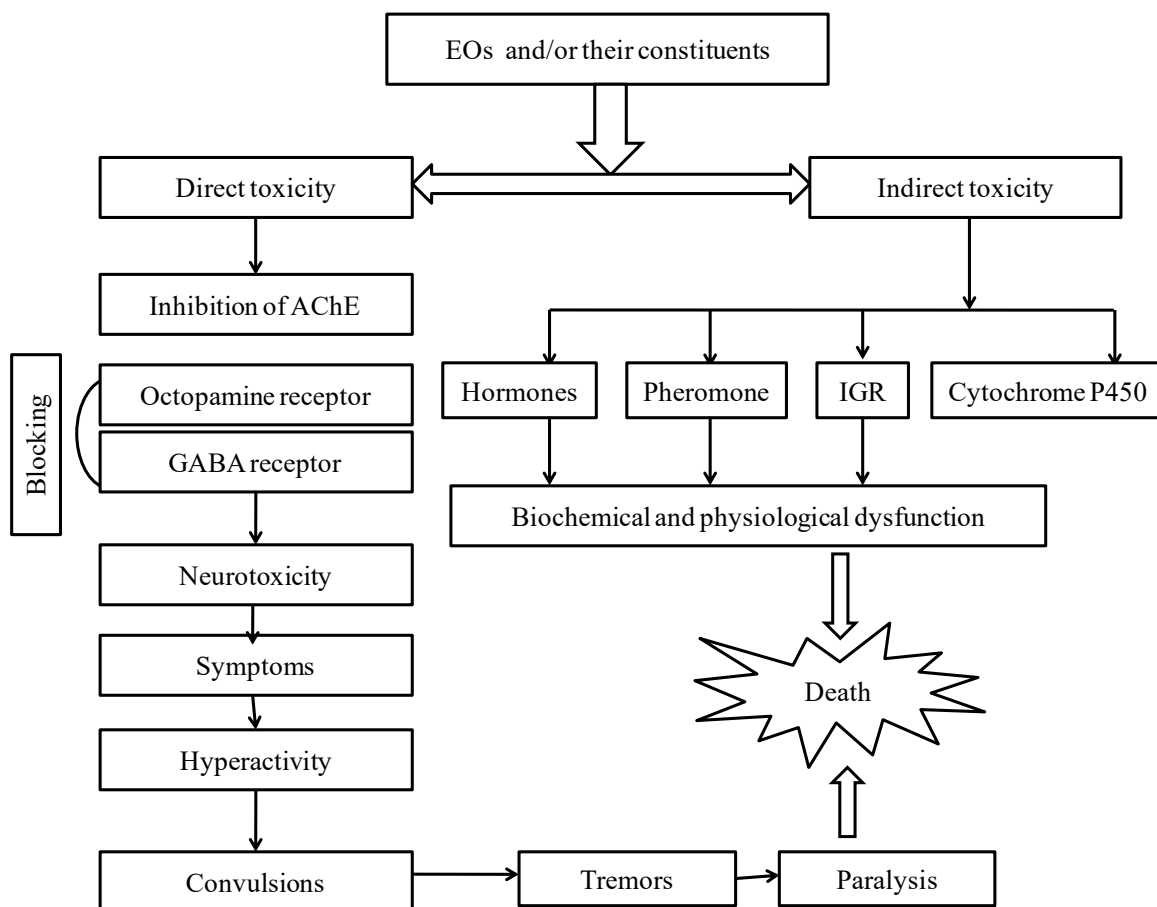 EOs and/or their constituents
Direct toxicity
Indirect toxicity
Inhibition of AChE
Blocking
Octopamine receptor
GABA receptor
Hormones
Pheromone
IGR
Cytochrome P450
Biochemical and physiological dysfunction
Neurotoxicity
Symptoms
Death
Hyperactivity
Convulsions
Tremors
Paralysis